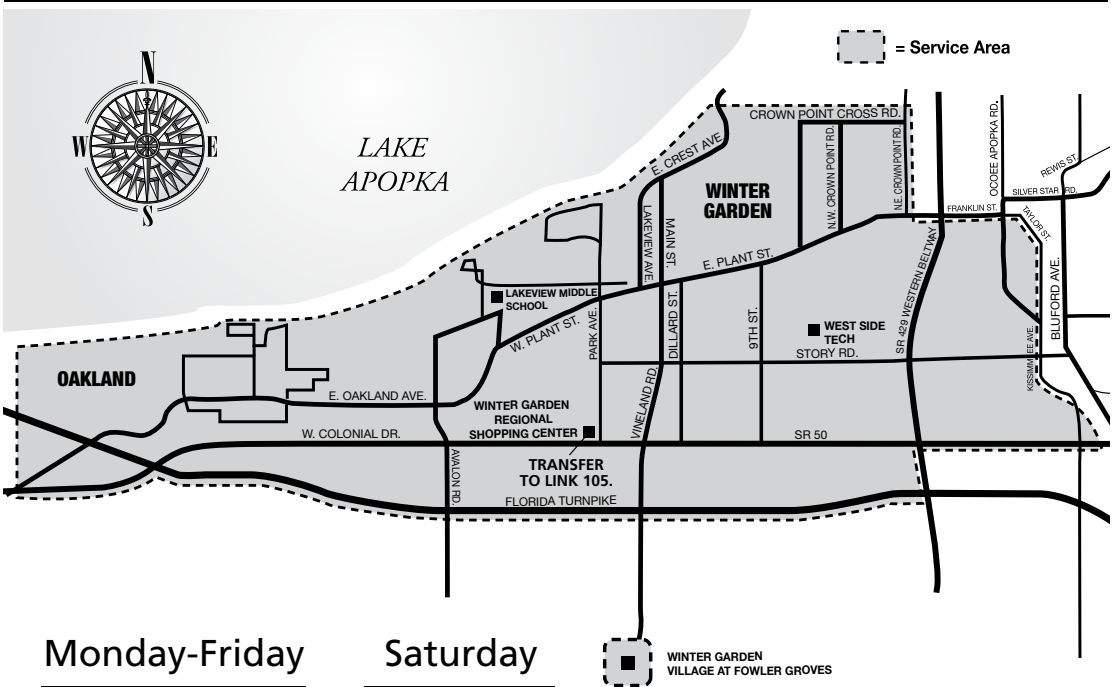 = Service Area
N
W
E
S
LAKE
APOPKA
CROWN POINT CROSS RD.
E. CREST AVE.
WINTER
GARDEN
N.W. CROWN POINT RD.
N.E. CROWN POINT RD.
OCOEE APOPKA RD.
REWIS ST.
SILVER STAR RD.
FRANKLIN ST.
TAYLOR ST.
LAKEVIEW AVE.
MAIN ST.
E. PLANT ST.
SR 429 WESTERN BELTWAY
BLUFORD AVE.
LAKEVIEW MIDDLE
SCHOOL
W. PLANT ST.
PARK AVE.
DILLARD ST.
9TH ST.
WEST SIDE
TECH
STORY RD.
KISSIMMEE AVE.
OAKLAND
E. OAKLAND AVE.
WINTER GARDEN
REGIONAL
SHOPPING CENTER
VINELAND RD.
W. COLONIAL DR.
SR 50
TRANSFER
TO LINK 105.
AVALON RD.
FLORIDA TURNPIKE
Monday-Friday
Saturday
WINTER GARDEN
VILLAGE AT FOWLER GROVES